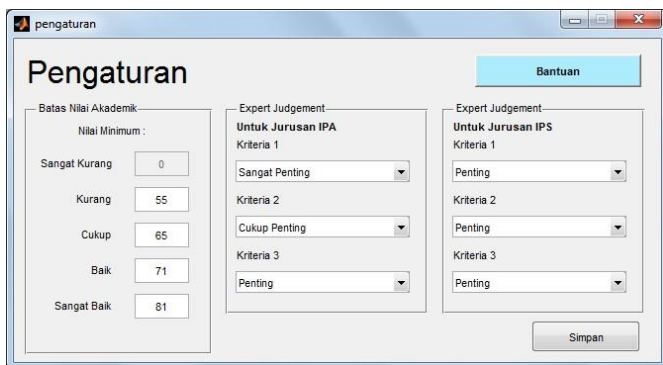 pengaturan
Pengaturan
Bantuan
Batas Nilai Akademik
Nilai Minimum :
Sangat Kurang 0
Kurang 55
Cukup 65
Baik 71
Sangat Baik 81
Expert Judgement
Untuk Jurusan IPA
Kriteria 1
Sangat Penting
Kriteria 2
Cukup Penting
Kriteria 3
Penting
Expert Judgement
Untuk Jurusan IPS
Kriteria 1
Penting
Kriteria 2
Penting
Kriteria 3
Penting
Simpan